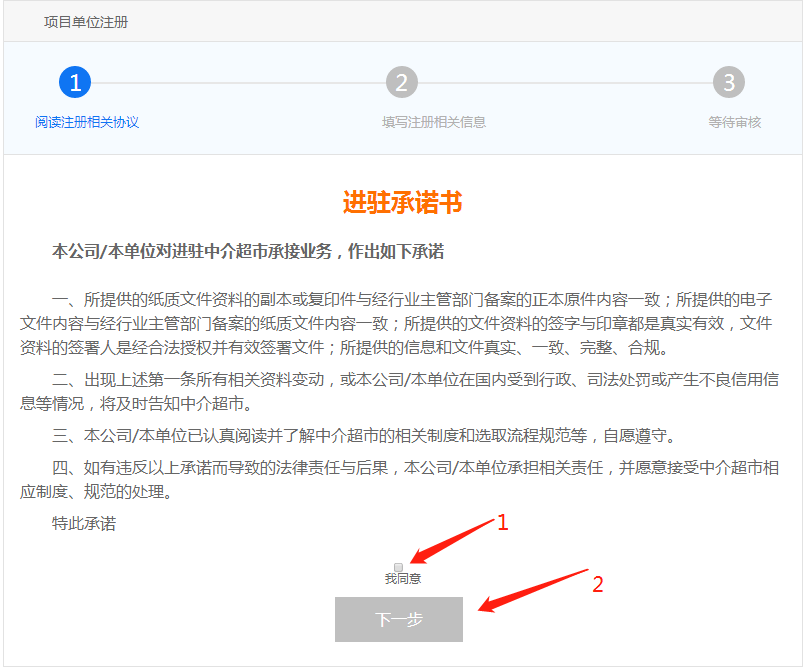 项目单位注册
1
2
3
阅读注册相关协议
填写注册相关信息
等待审核
进驻承诺书
本公司/本单位对进驻中介超市承接业务，作出如下承诺
一、所提供的纸质文件资料的副本或复印件与经行业主管部门备案的正本原件内容一致；所提供的电子
文件内容与经行业主管部门备案的纸质文件内容一致；所提供的文件资料的签字与印章都是真实有效，文件
资料的签署人是经合法授权并有效签署文件；所提供的信息和文件真实、一致、完整、合规。
二、出现上述第一条所有相关资料变动，或本公司/本单位在国内受到行政、司法处罚或产生不良信用信
息等情况，将及时告知中介超市。
三、本公司/本单位已认真阅读并了解中介超市的相关制度和选取流程规范等，自愿遵守。
四、如有违反以上承诺而导致的法律责任与后果，本公司/本单位承担相关责任，并愿意接受中介超市相
应制度、规范的处理。
特此承诺
1
我同意
2
下一步